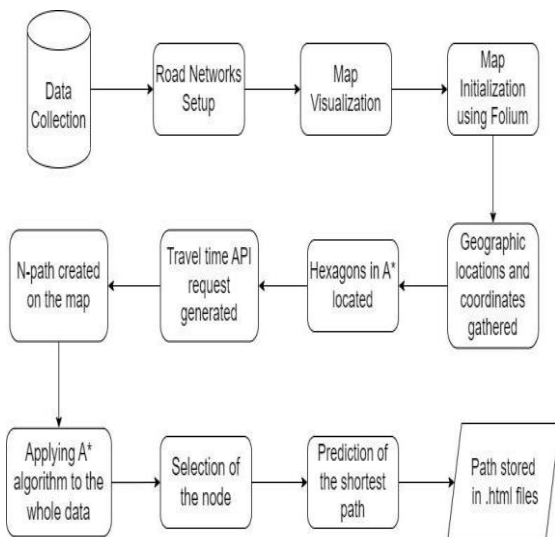 Data
Collection
Road Networks
Setup
Map
Visualization
Map
Initialization
using Folium
Geographic
locations and
coordinates
gathered
Hexagons in A*
located
Travel time API
request
generated
N-path created
on the map
Applying A*
algorithm to the
whole data
Selection of
the node
Prediction of
the shortest
path
Path stored
in .html files